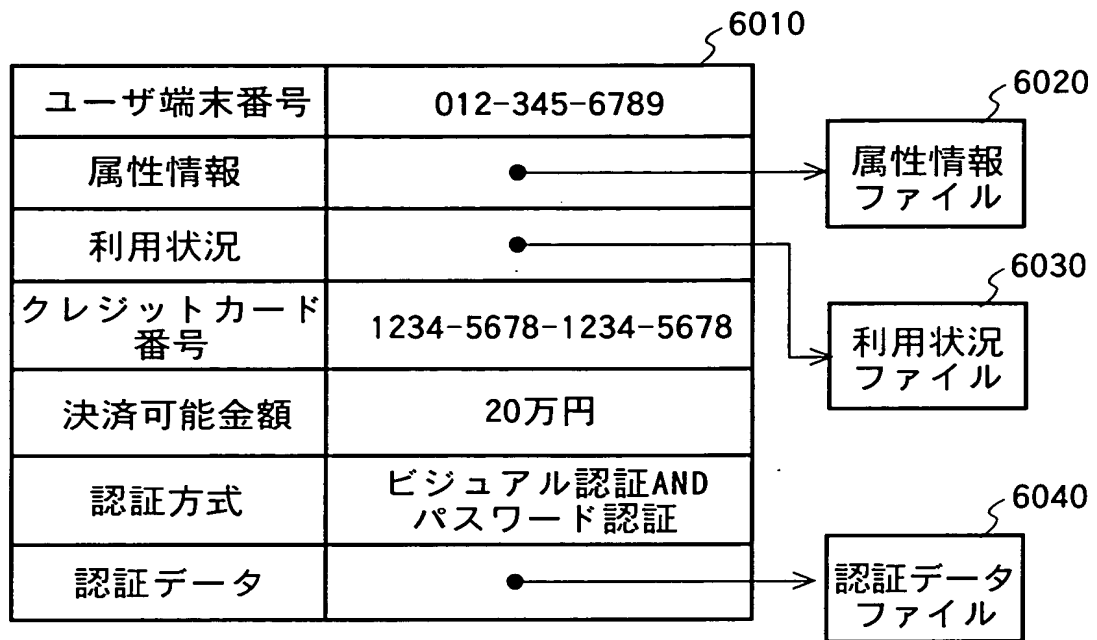 6010
ユーザ端末番号 012-345-6789
6020
属性情報
属性情報
ファイル
利用状況
6030
クレジットカード
番号
1234-5678-1234-5678
利用状況
ファイル
決済可能金額 20万円
認証方式
ビジュアル認証AND
パスワード認証
6040
認証データ
認証データ
ファイル